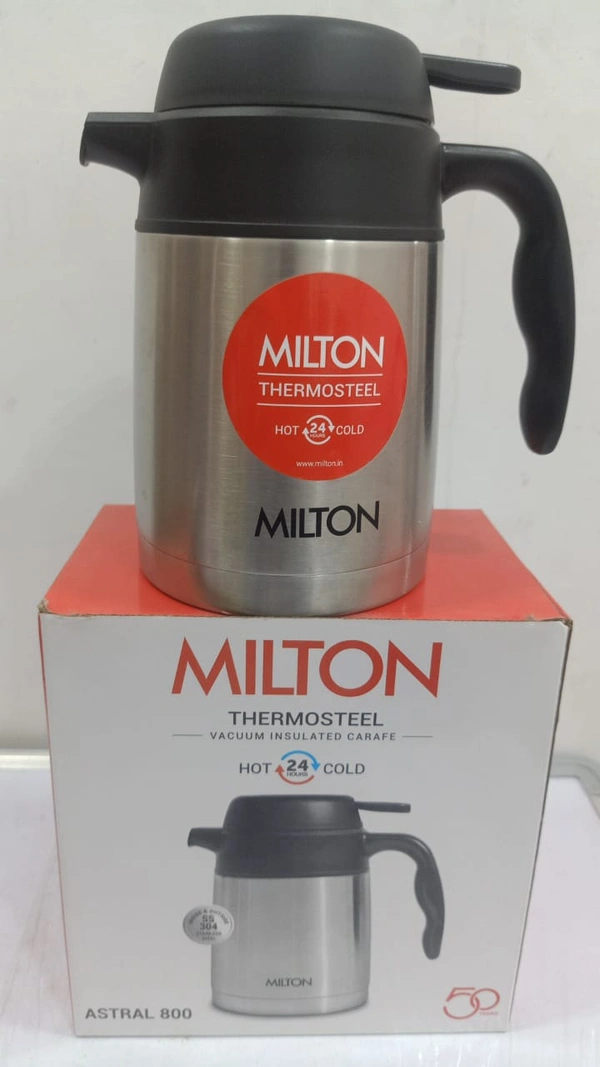 MILTON
THERMOSTEEL
HOT 24 HOURS COLD
www.milton.in
MILTON
MILTON
THERMOSTEEL
VACUUM INSULATED CARAFE
HOT 24 HOURS COLD
SS
304
MILTON
ASTRAL 800
50
YEARS